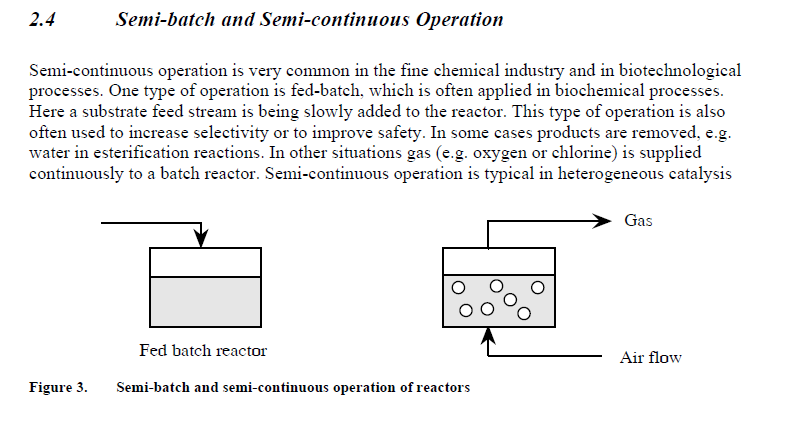 2.4 Semi-batch and Semi-continuous Operation
Semi-continuous operation is very common in the fine chemical industry and in biotechnological
processes. One type of operation is fed-batch, which is often applied in biochemical processes.
Here a substrate feed stream is being slowly added to the reactor. This type of operation is also
often used to increase selectivity or to improve safety. In some cases products are removed, e.g.
water in esterification reactions. In other situations gas (e.g. oxygen or chlorine) is supplied
continuously to a batch reactor. Semi-continuous operation is typical in heterogeneous catalysis
Gas
Fed batch reactor
Air flow
Figure 3. Semi-batch and semi-continuous operation of reactors